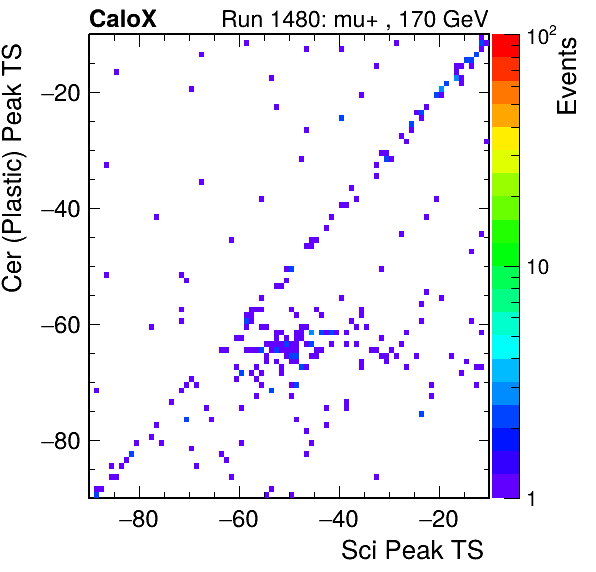 CaloX Run 1480: mu+ , 170 GeV
Cer (Plastic) Peak TS
−20
−40
−60
−80
−80 −60 −40 −20
Sci Peak TS
10²
10
1
Events